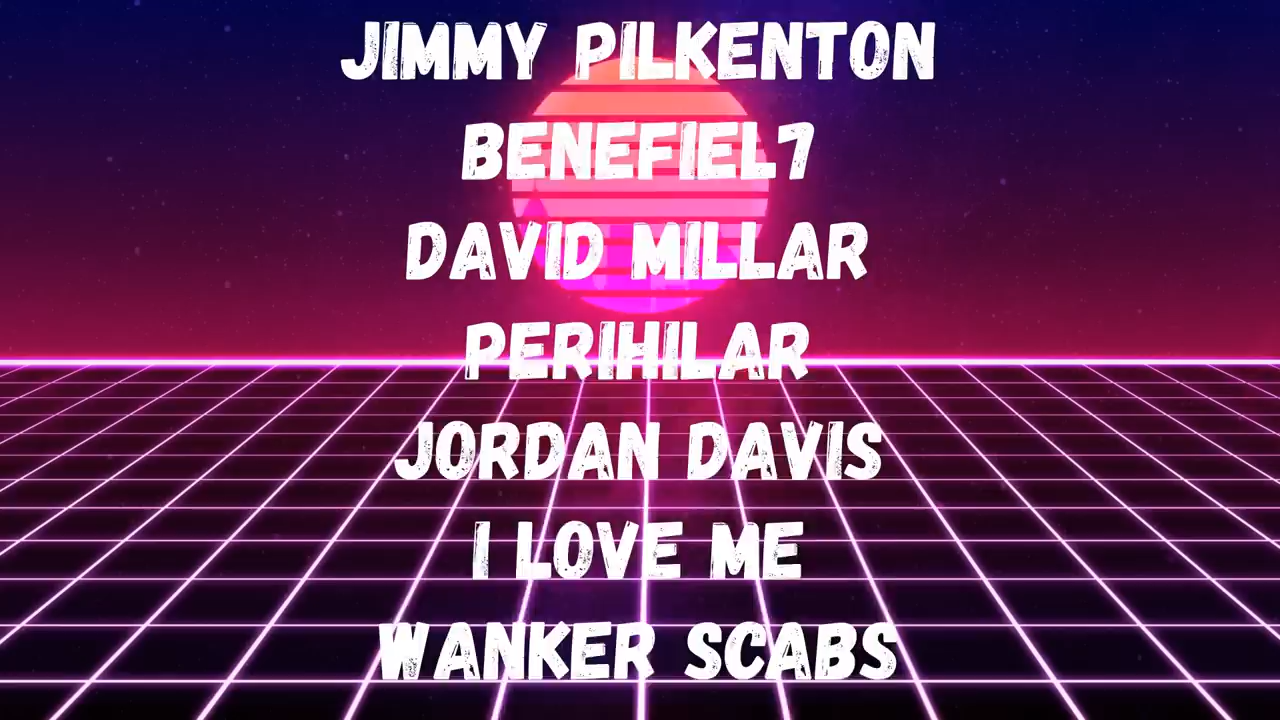 JIMMY PILKENTON
BENEFIEL7
DAVID MILLAR
PERIHILAR
JORDAN DAVIS
I LOVE ME
WANKER SCABS